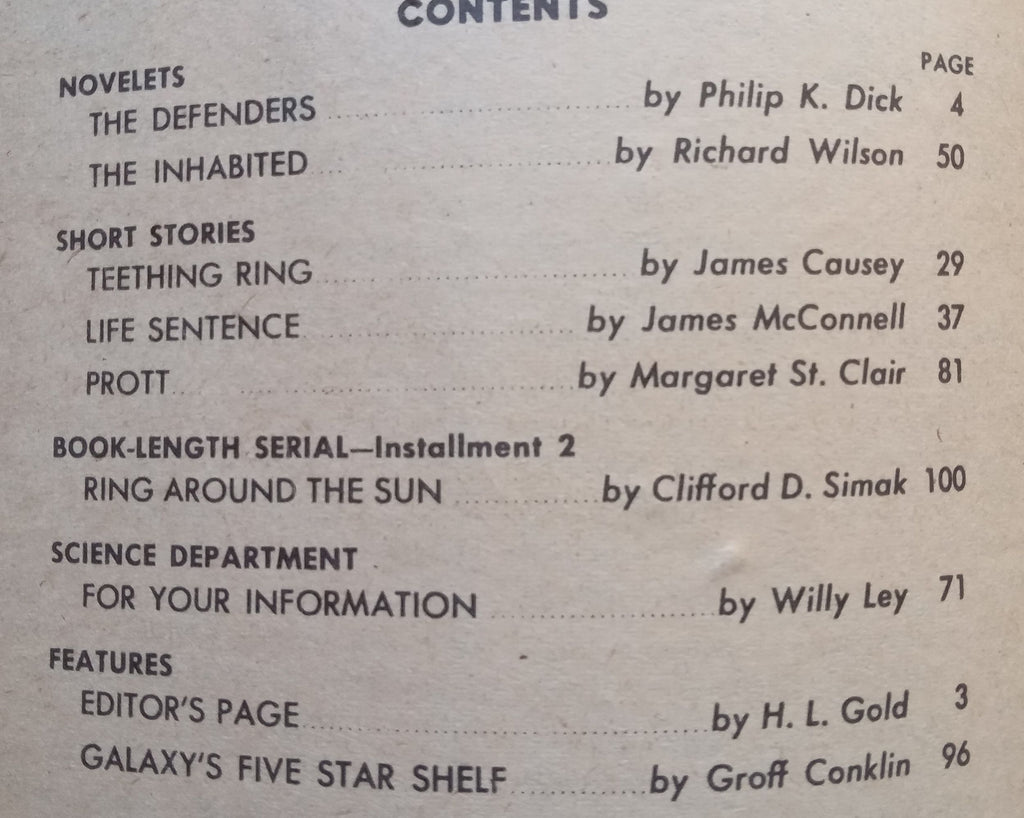 CONTENTS
PAGE
NOVELETS
THE DEFENDERS by Philip K. Dick 4
THE INHABITED by Richard Wilson 50
SHORT STORIES
TEETHING RING by James Causey 29
LIFE SENTENCE by James McConnell 37
PROTT by Margaret St. Clair 81
BOOK-LENGTH SERIAL—Installment 2
RING AROUND THE SUN by Clifford D. Simak 100
SCIENCE DEPARTMENT
FOR YOUR INFORMATION by Willy Ley 71
FEATURES
EDITOR'S PAGE by H. L. Gold 3
GALAXY'S FIVE STAR SHELF by Groff Conklin 96